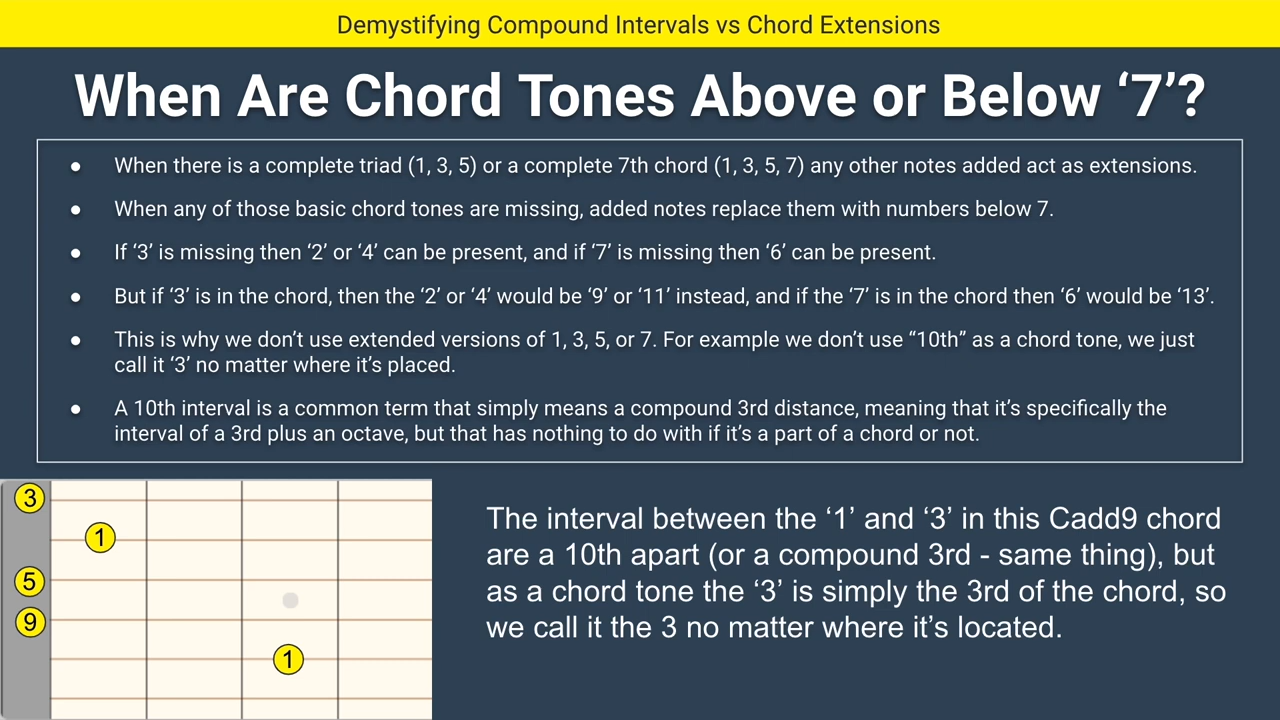 Demystifying Compound Intervals vs Chord Extensions
When Are Chord Tones Above or Below ‘7’?
● When there is a complete triad (1, 3, 5) or a complete 7th chord (1, 3, 5, 7) any other notes added act as extensions.
● When any of those basic chord tones are missing, added notes replace them with numbers below 7.
● If ‘3’ is missing then ‘2’ or ‘4’ can be present, and if ‘7’ is missing then ‘6’ can be present.
● But if ‘3’ is in the chord, then the ‘2’ or ‘4’ would be ‘9’ or ‘11’ instead, and if the ‘7’ is in the chord then ‘6’ would be ‘13’.
● This is why we don’t use extended versions of 1, 3, 5, or 7. For example we don’t use “10th” as a chord tone, we just
call it ‘3’ no matter where it’s placed.
● A 10th interval is a common term that simply means a compound 3rd distance, meaning that it’s specifically the
interval of a 3rd plus an octave, but that has nothing to do with if it’s a part of a chord or not.
3
1
5
9
1
The interval between the ‘1’ and ‘3’ in this Cadd9 chord
are a 10th apart (or a compound 3rd - same thing), but
as a chord tone the ‘3’ is simply the 3rd of the chord, so
we call it the 3 no matter where it’s located.